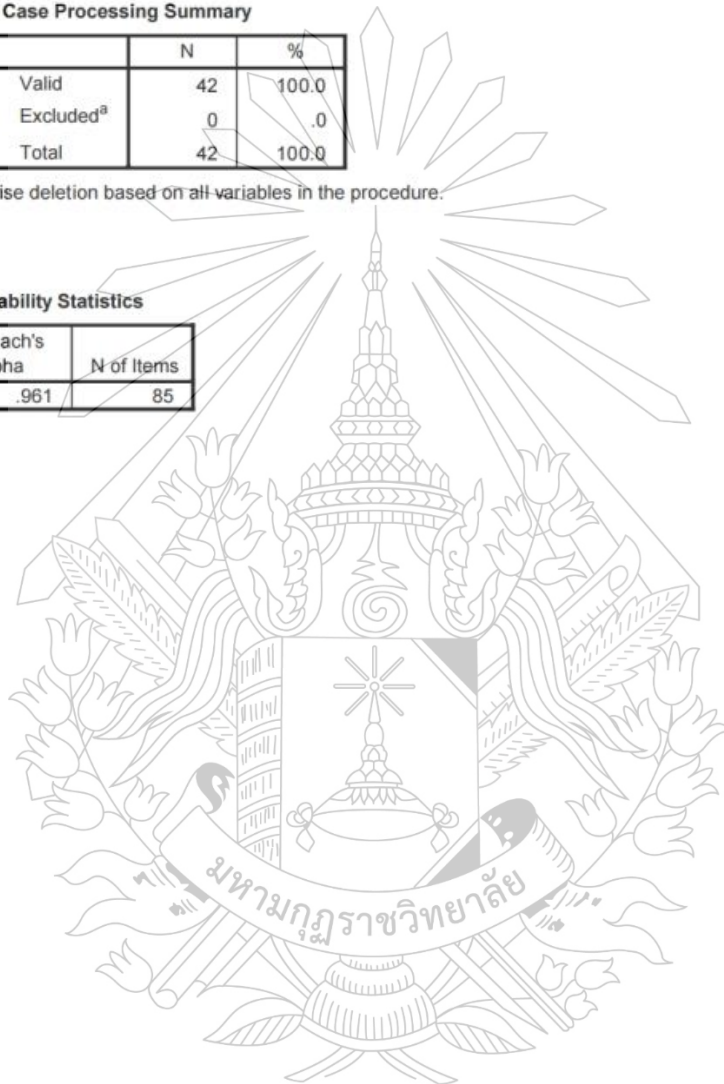 Case Processing Summary
N %
Valid 42 100.0
Excludedª 0 .0
Total 42 100.0
ise deletion based on all variables in the procedure.
ability Statistics
ach's
ha N of Items
.961 85
มหามกุฏราชวิทยาลัย